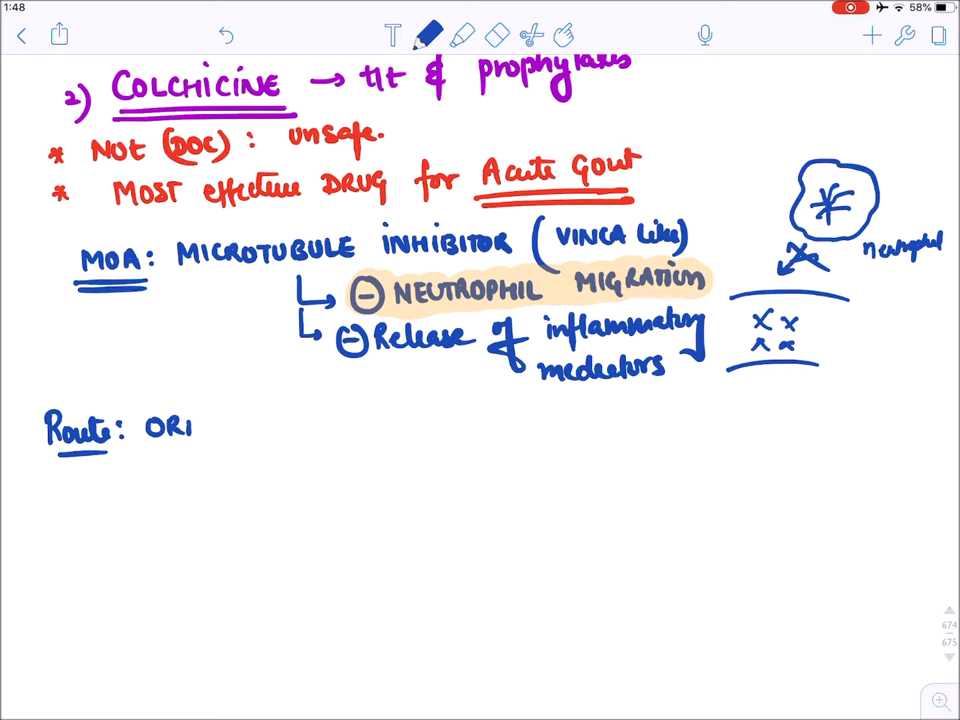 1:48
58%
T
2) COLCHICINE → ttt & prophylaxis
* NOT (DOC) : unsafe.
* MOST effective DRUG for Acute Gout
MOA: MICROTUBULE INHIBITOR (VINCA Like)
Neutrophil
⊖ NEUTROPHIL MIGRATION
⊖ Release of inflammatory
mediators
x x
x x
Route: ORI
674
675